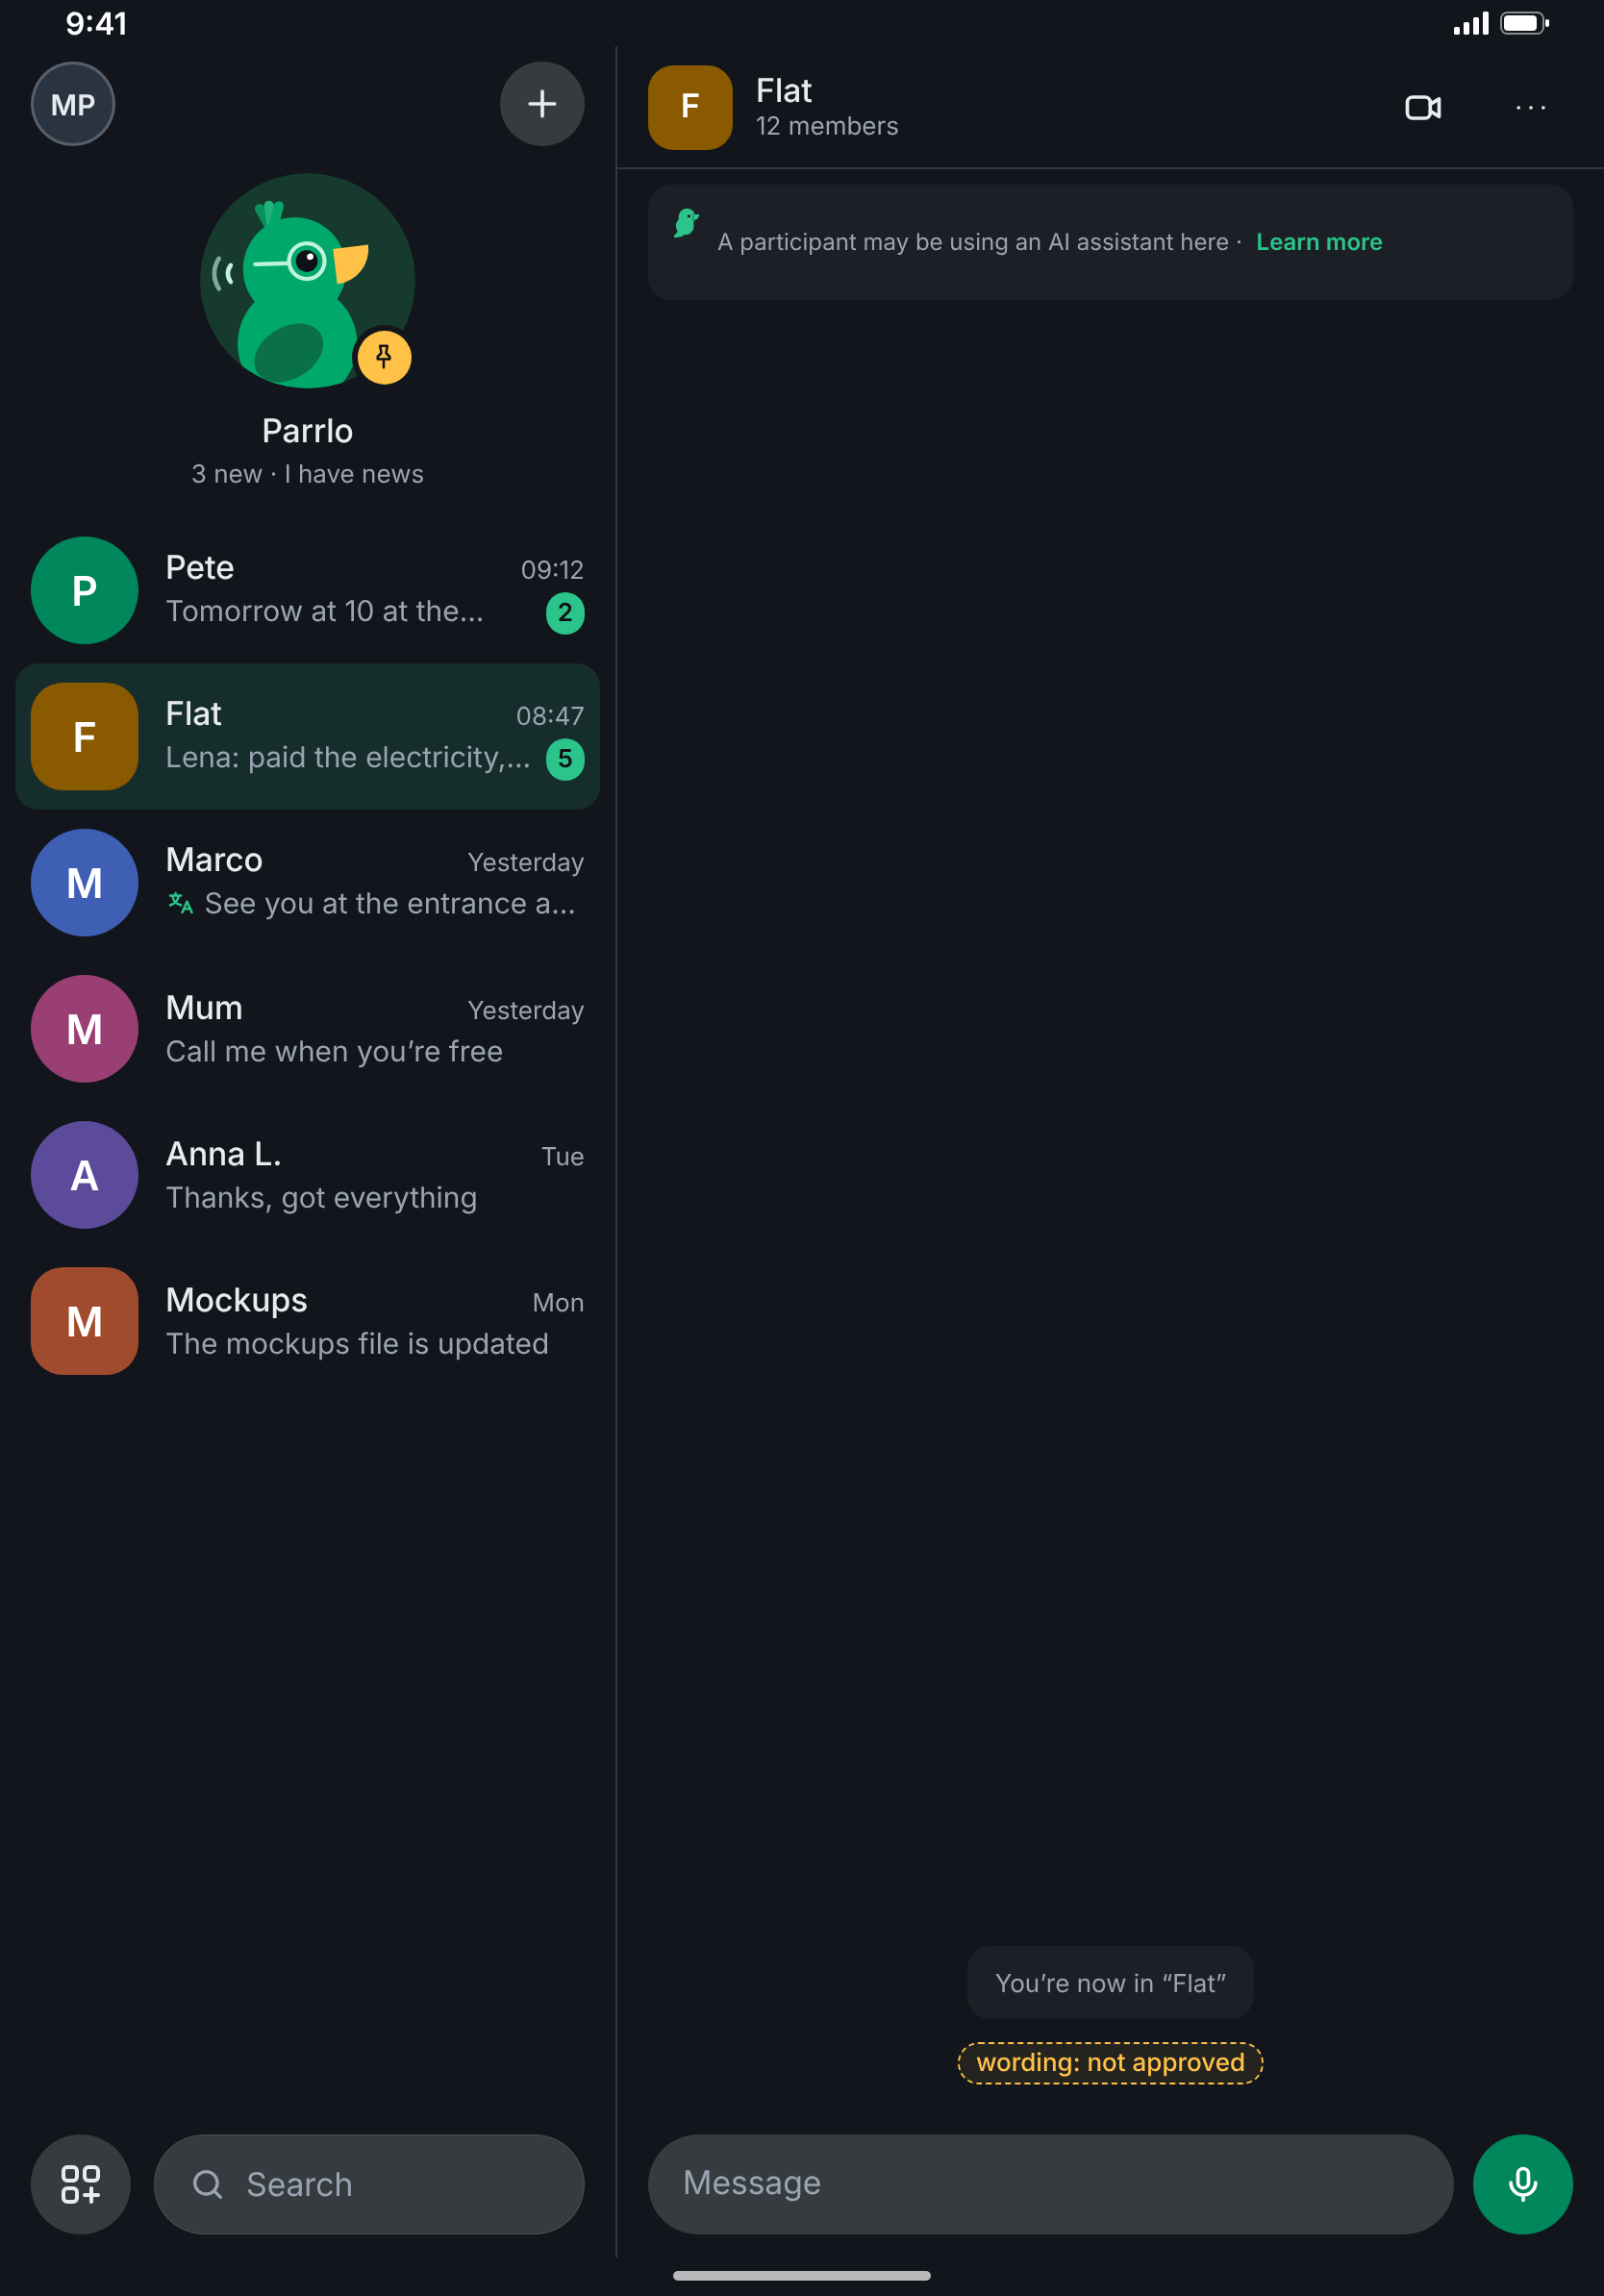 9:41
MP
Parrlo
3 new · I have news
P
Pete
09:12
Tomorrow at 10 at the...
2
F
Flat
08:47
Lena: paid the electricity,...
5
M
Marco
Yesterday
See you at the entrance a...
M
Mum
Yesterday
Call me when you’re free
A
Anna L.
Tue
Thanks, got everything
M
Mockups
Mon
The mockups file is updated
Search
F
Flat
12 members
A participant may be using an AI assistant here · Learn more
You’re now in “Flat”
wording: not approved
Message